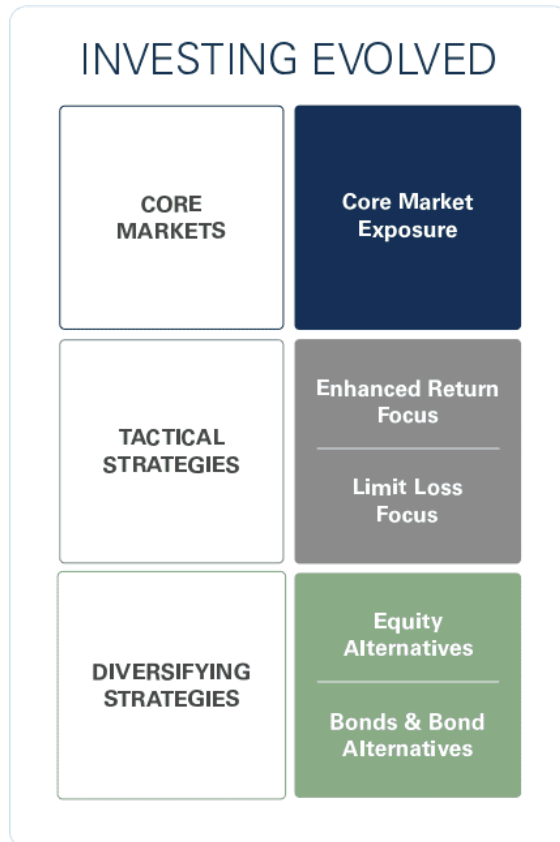 INVESTING EVOLVED
CORE
MARKETS
Core Market
Exposure
TACTICAL
STRATEGIES
Enhanced Return
Focus
Limit Loss
Focus
DIVERSIFYING
STRATEGIES
Equity
Alternatives
Bonds & Bond
Alternatives